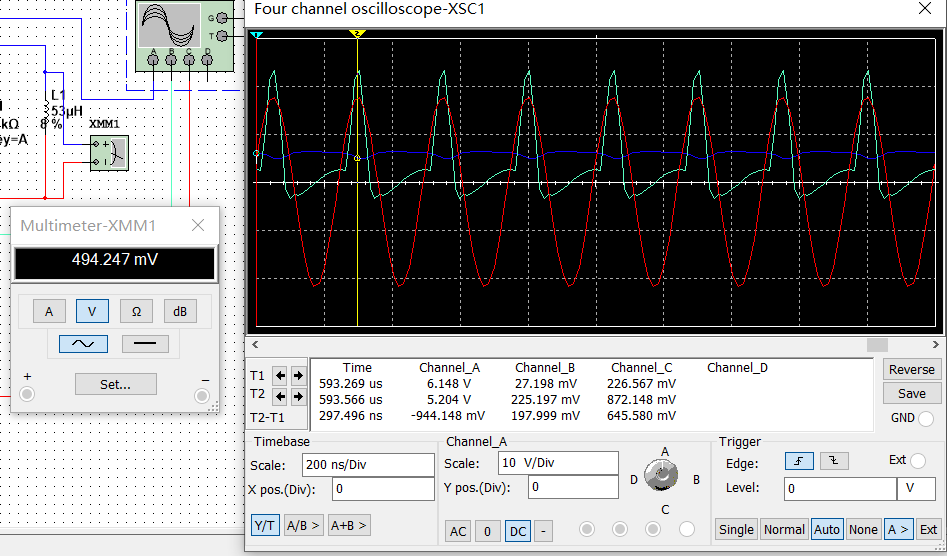 Four channel oscilloscope-XSC1
G
T
A B C D
1
2
L1
53µH
kΩ 8 %
ey=A
XMM1
Multimeter-XMM1
494.247 mV
A V Ω dB
+ Set... −
T1
T2
T2-T1
Time Channel_A Channel_B Channel_C Channel_D
593.269 us 6.148 V 27.198 mV 226.567 mV
593.566 us 5.204 V 225.197 mV 872.148 mV
297.496 ns -944.148 mV 197.999 mV 645.580 mV
Reverse
Save
GND
Timebase
Scale: 200 ns/Div
X pos.(Div): 0
Y/T A/B > A+B >
Channel_A
Scale: 10 V/Div
Y pos.(Div): 0
AC 0 DC -
A
D B
C
Trigger
Edge: Ext
Level: 0 V
Single Normal Auto None A > Ext